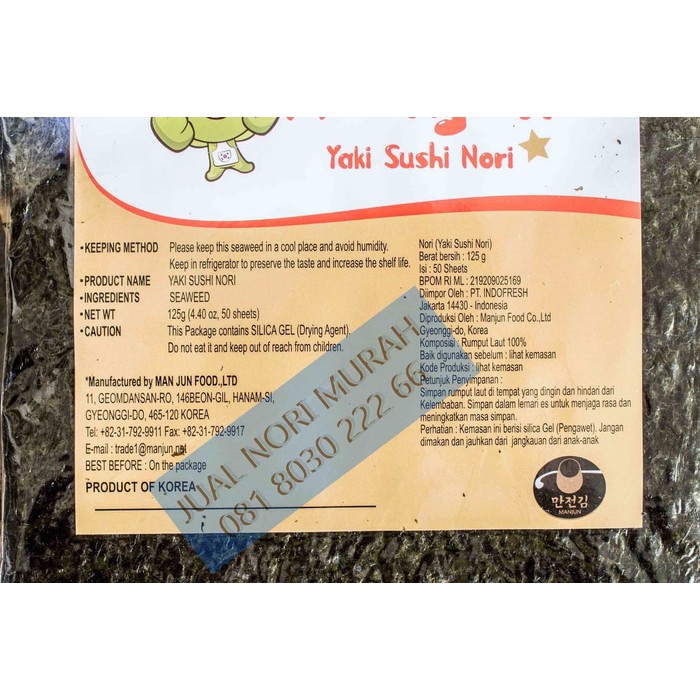 Yaki Sushi Nori
•KEEPING METHOD Please keep this seaweed in a cool place and avoid humidity.
Keep in refrigerator to preserve the taste and increase the shelf life.
•PRODUCT NAME YAKI SUSHI NORI
•INGREDIENTS SEAWEED
•NET WT 125g (4.40 oz, 50 sheets)
•CAUTION This Package contains SILICA GEL (Drying Agent).
Do not eat it and keep out of reach from children.
*Manufactured by MAN JUN FOOD.,LTD
11, GEOMDANSAN-RO, 146BEON-GIL, HANAM-SI,
GYEONGGI-DO, 465-120 KOREA
Tel: +82-31-792-9911 Fax: +82-31-792-9917
E-mail : trade1@manjun.net
BEST BEFORE : On the package
PRODUCT OF KOREA
Nori (Yaki Sushi Nori)
Berat bersih : 125 g
Isi : 50 Sheets
BPOM RI ML : 219209025169
Diimpor Oleh : PT. INDOFRESH
Jakarta 14430 - Indonesia
Diproduksi Oleh : Manjun Food Co.,Ltd
Gyeonggi-do, Korea
Komposisi : Rumput Laut 100%
Baik digunakan sebelum : lihat kemasan
Kode Produksi : lihat kemasan
Petunjuk Penyimpanan :
Simpan rumput laut di tempat yang dingin dan hindari dari
Kelembaban. Simpan dalam lemari es untuk menjaga rasa dan
meningkatkan masa simpan.
Perhatian : Kemasan ini berisi silica Gel (Pengawet). Jangan
dimakan dan jauhkan dari jangkauan dari anak-anak
만전김
MANJUN
JUAL NORI MURAH
081 8030 222 66